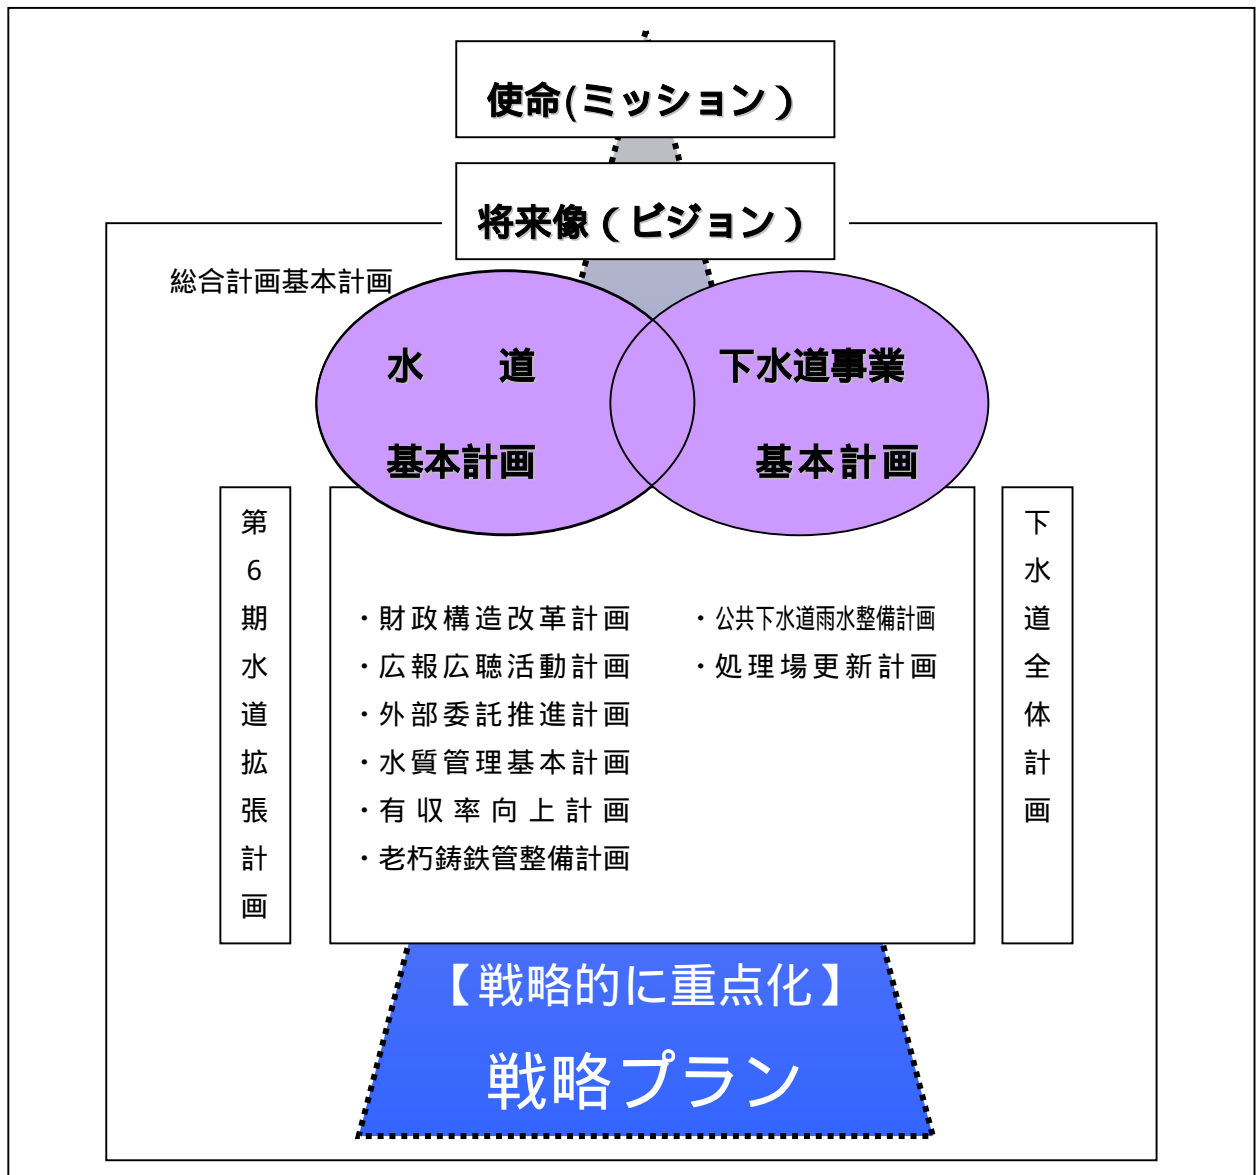 使命(ミッション）
将来像（ビジョン）
総合計画基本計画
水　　道
基本計画
下水道事業
基本計画
第6期水道拡張計画
・財政構造改革計画
・広報広聴活動計画
・外部委託推進計画
・水質管理基本計画
・有収率向上計画
・老朽鋳鉄管整備計画
・公共下水道雨水整備計画
・処理場更新計画
下水道全体計画
【戦略的に重点化】
戦略プラン